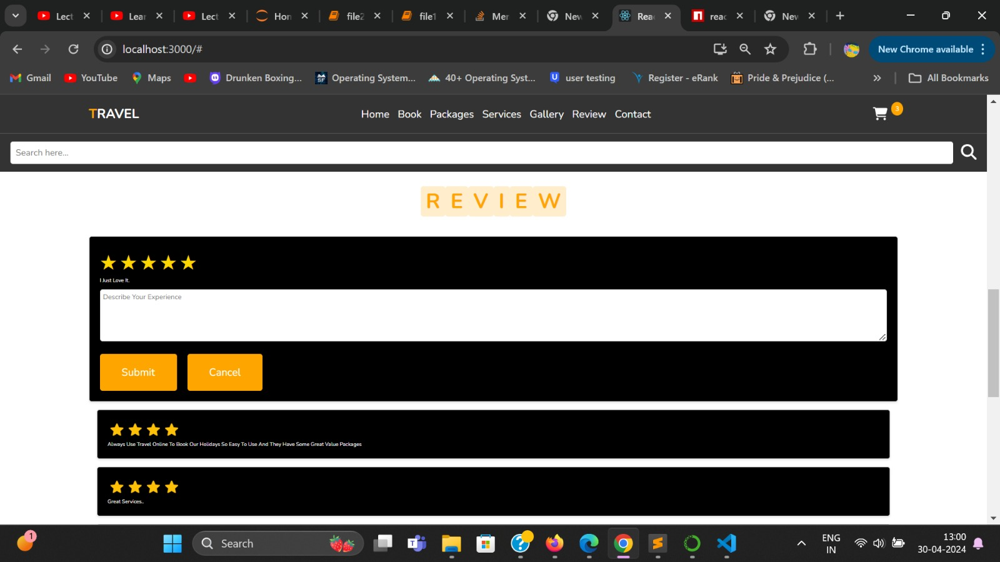 Lect
Lear
Lect
Hon
file2
file1
Mer
New
Rea
reac
New
localhost:3000/#
New Chrome available
Gmail
YouTube
Maps
Drunken Boxing...
SF
Operating System...
40+ Operating Syst...
user testing
Register - eRank
Pride & Prejudice (...
All Bookmarks
TRAVEL
Home Book Packages Services Gallery Review Contact
3
Search here...
REVIEW
I Just Love It.
Describe Your Experience
Submit
Cancel
Always Use Travel Online To Book Our Holidays So Easy To Use And They Have Some Great Value Packages
Great Services..
1
Search
ENG
IN
13:00
30-04-2024